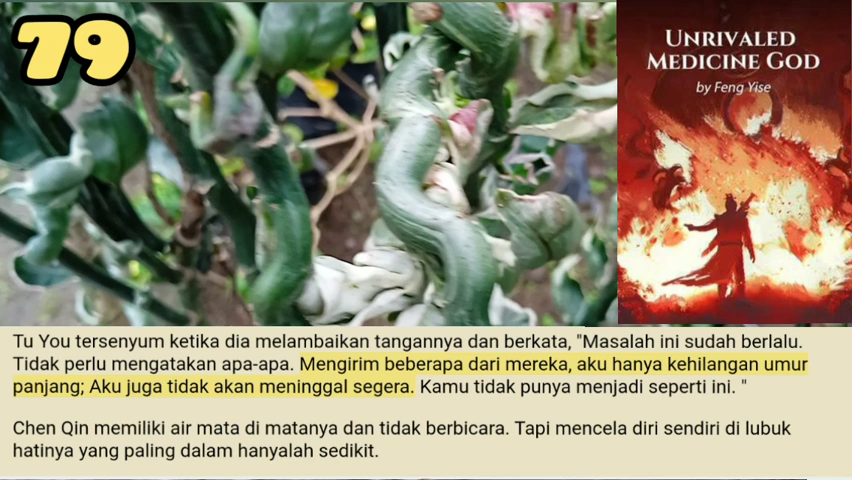 79
UNRIVALED
MEDICINE GOD
by Feng Yise
Tu You tersenyum ketika dia melambaikan tangannya dan berkata, "Masalah ini sudah berlalu.
Tidak perlu mengatakan apa-apa. Mengirim beberapa dari mereka, aku hanya kehilangan umur
panjang; Aku juga tidak akan meninggal segera. Kamu tidak punya menjadi seperti ini. "
Chen Qin memiliki air mata di matanya dan tidak berbicara. Tapi mencela diri sendiri di lubuk
hatinya yang paling dalam hanyalah sedikit.